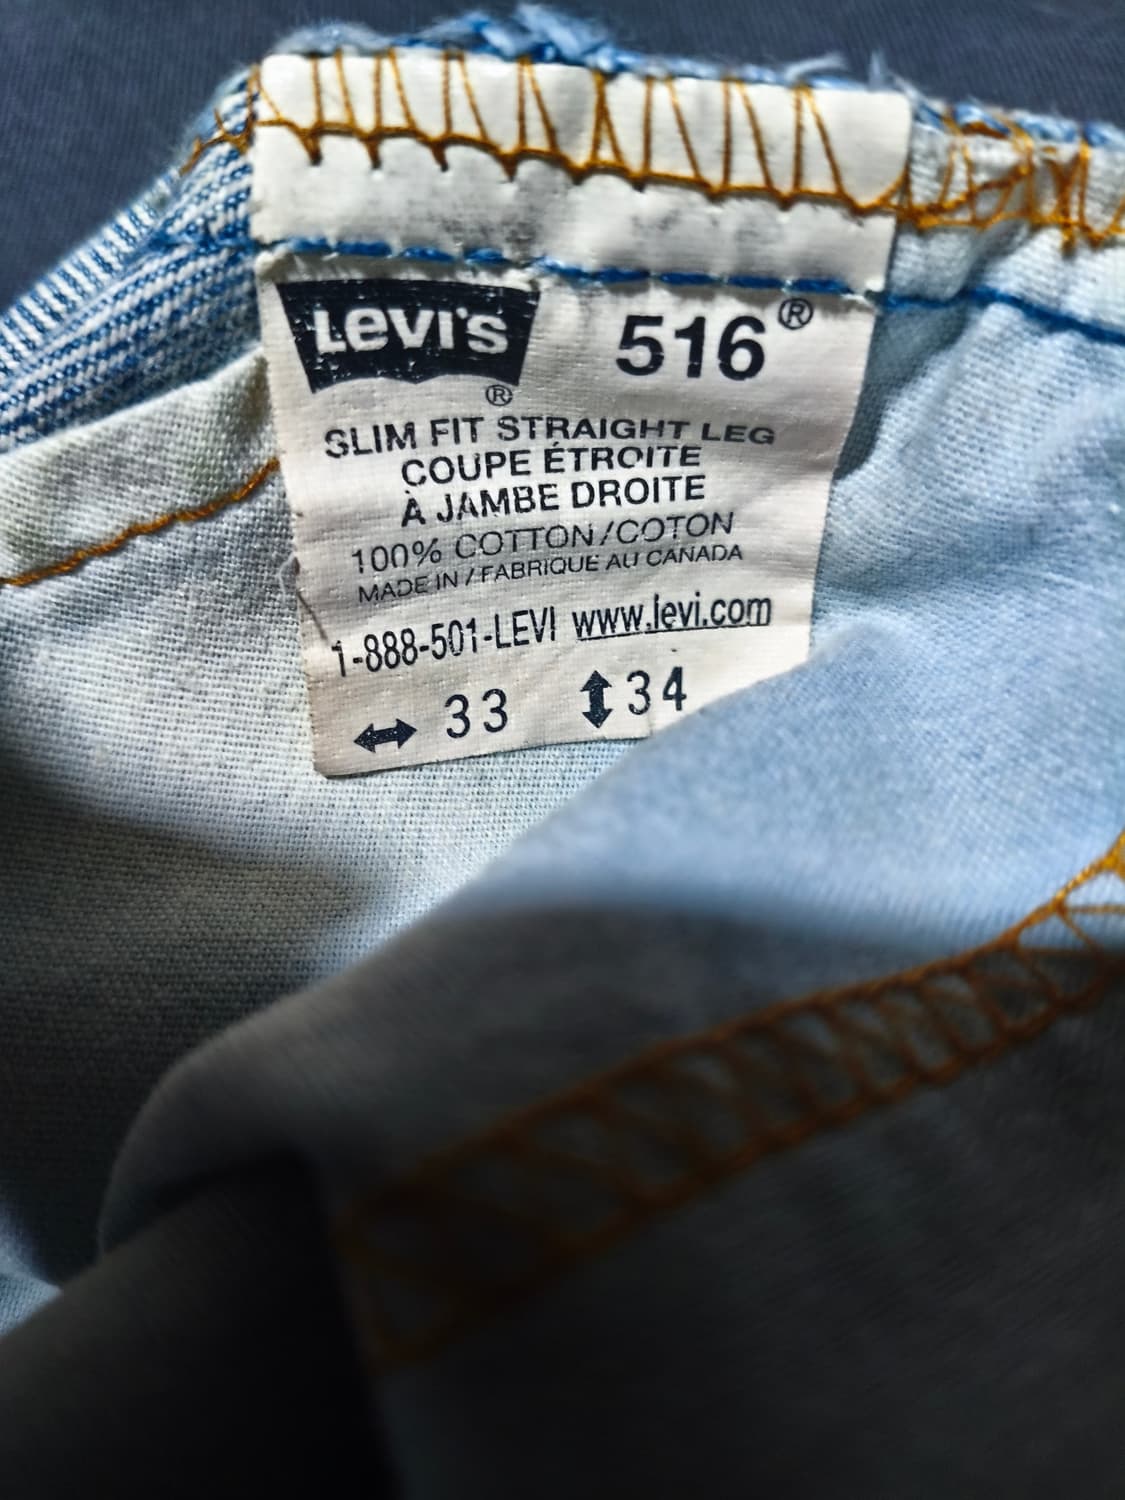 LEVI'S ® 516®
SLIM FIT STRAIGHT LEG
COUPE ÉTROITE
À JAMBE DROITE
100% COTTON/COTON
MADE IN / FABRIQUE AU CANADA
1-888-501-LEVI www.levi.com
↔ 33 ↕ 34